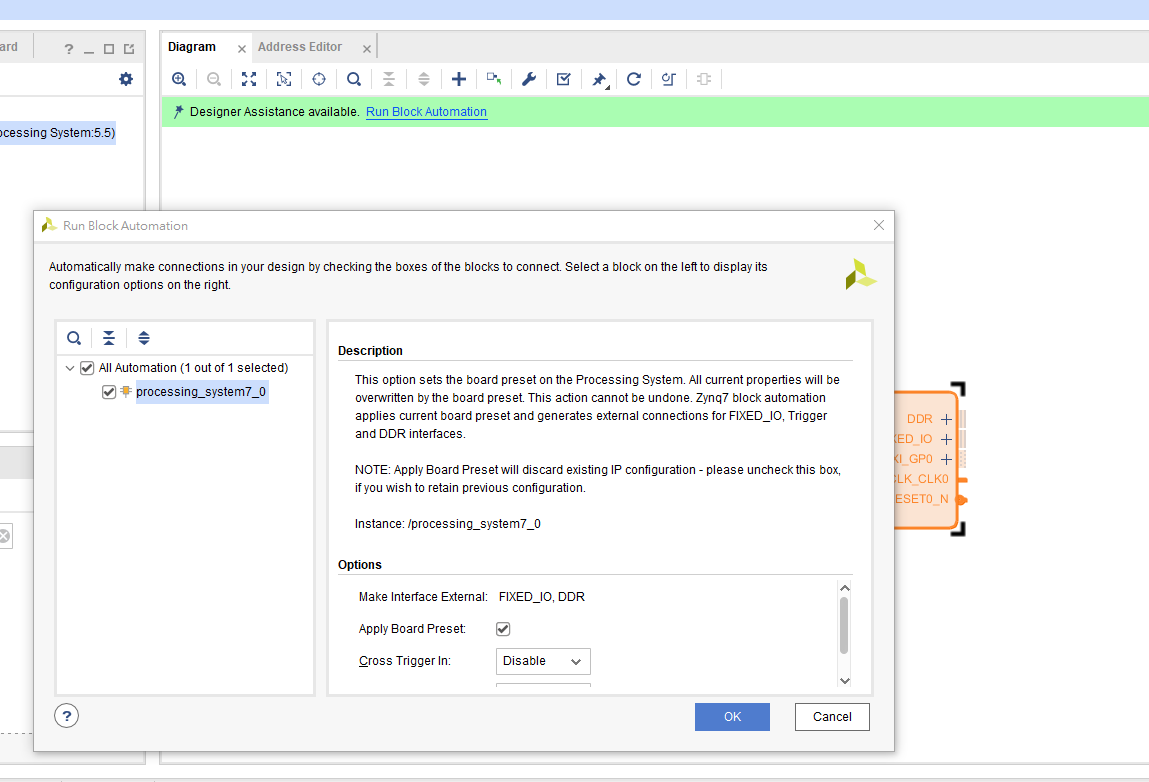 ard
?
Diagram
Address Editor
Designer Assistance available. Run Block Automation
ocessing System:5.5)
Run Block Automation
Automatically make connections in your design by checking the boxes of the blocks to connect. Select a block on the left to display its
configuration options on the right.
All Automation (1 out of 1 selected)
processing_system7_0
Description
This option sets the board preset on the Processing System. All current properties will be
overwritten by the board preset. This action cannot be undone. Zynq7 block automation
applies current board preset and generates external connections for FIXED_IO, Trigger
and DDR interfaces.
NOTE: Apply Board Preset will discard existing IP configuration - please uncheck this box,
if you wish to retain previous configuration.
Instance: /processing_system7_0
Options
Make Interface External: FIXED_IO, DDR
Apply Board Preset:
Cross Trigger In: Disable
?
OK
Cancel
DDR
XED_IO
XI_GP0
CLK_CLK0
ESET0_N